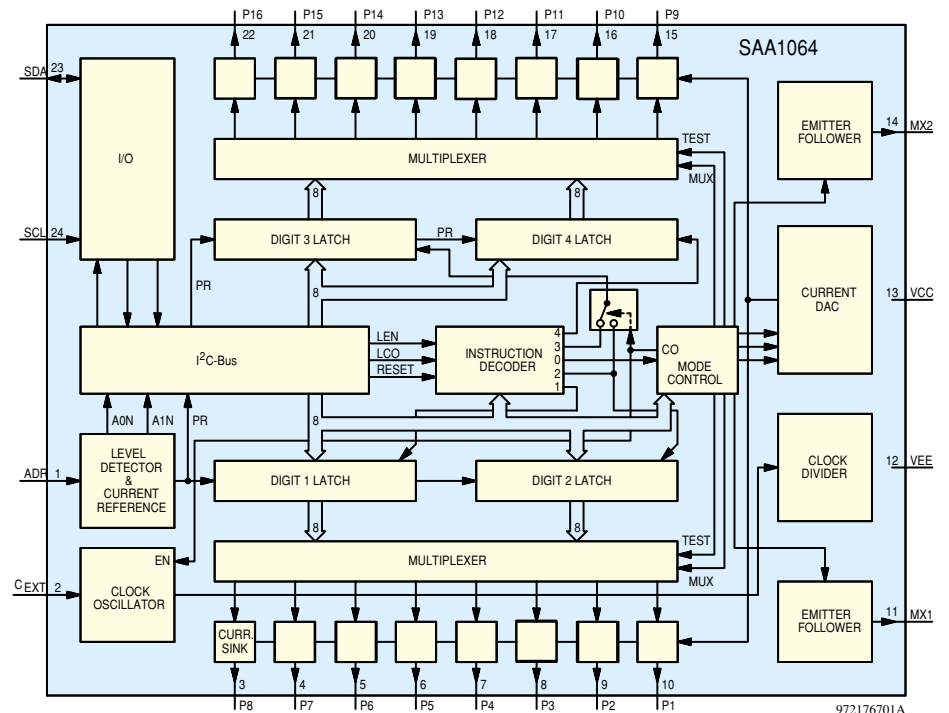 P16 P15 P14 P13 P12 P11 P10 P9
22 21 20 19 18 17 16 15
SAA1064
SDA 23
I/O
EMITTER
FOLLOWER
14
MX2
TEST
MULTIPLEXER
MUX
8 8
SCL 24
DIGIT 3 LATCH
PR
DIGIT 4 LATCH
PR
8
CURRENT
DAC
13
VCC
I²C-Bus
LEN
LCO
RESET
INSTRUCTION
DECODER
4
3
0
2
1
CO
MODE
CONTROL
8
A0N A1N PR
ADR 1
LEVEL
DETECTOR
&
CURRENT
REFERENCE
DIGIT 1 LATCH
DIGIT 2 LATCH
CLOCK
DIVIDER
12
VEE
8 8
TEST
MULTIPLEXER
MUX
EN
C EXT 2
CLOCK
OSCILLATOR
EMITTER
FOLLOWER
11
MX1
CURR.
SINK
3 4 5 6 7 8 9 10
P8 P7 P6 P5 P4 P3 P2 P1
972176701A